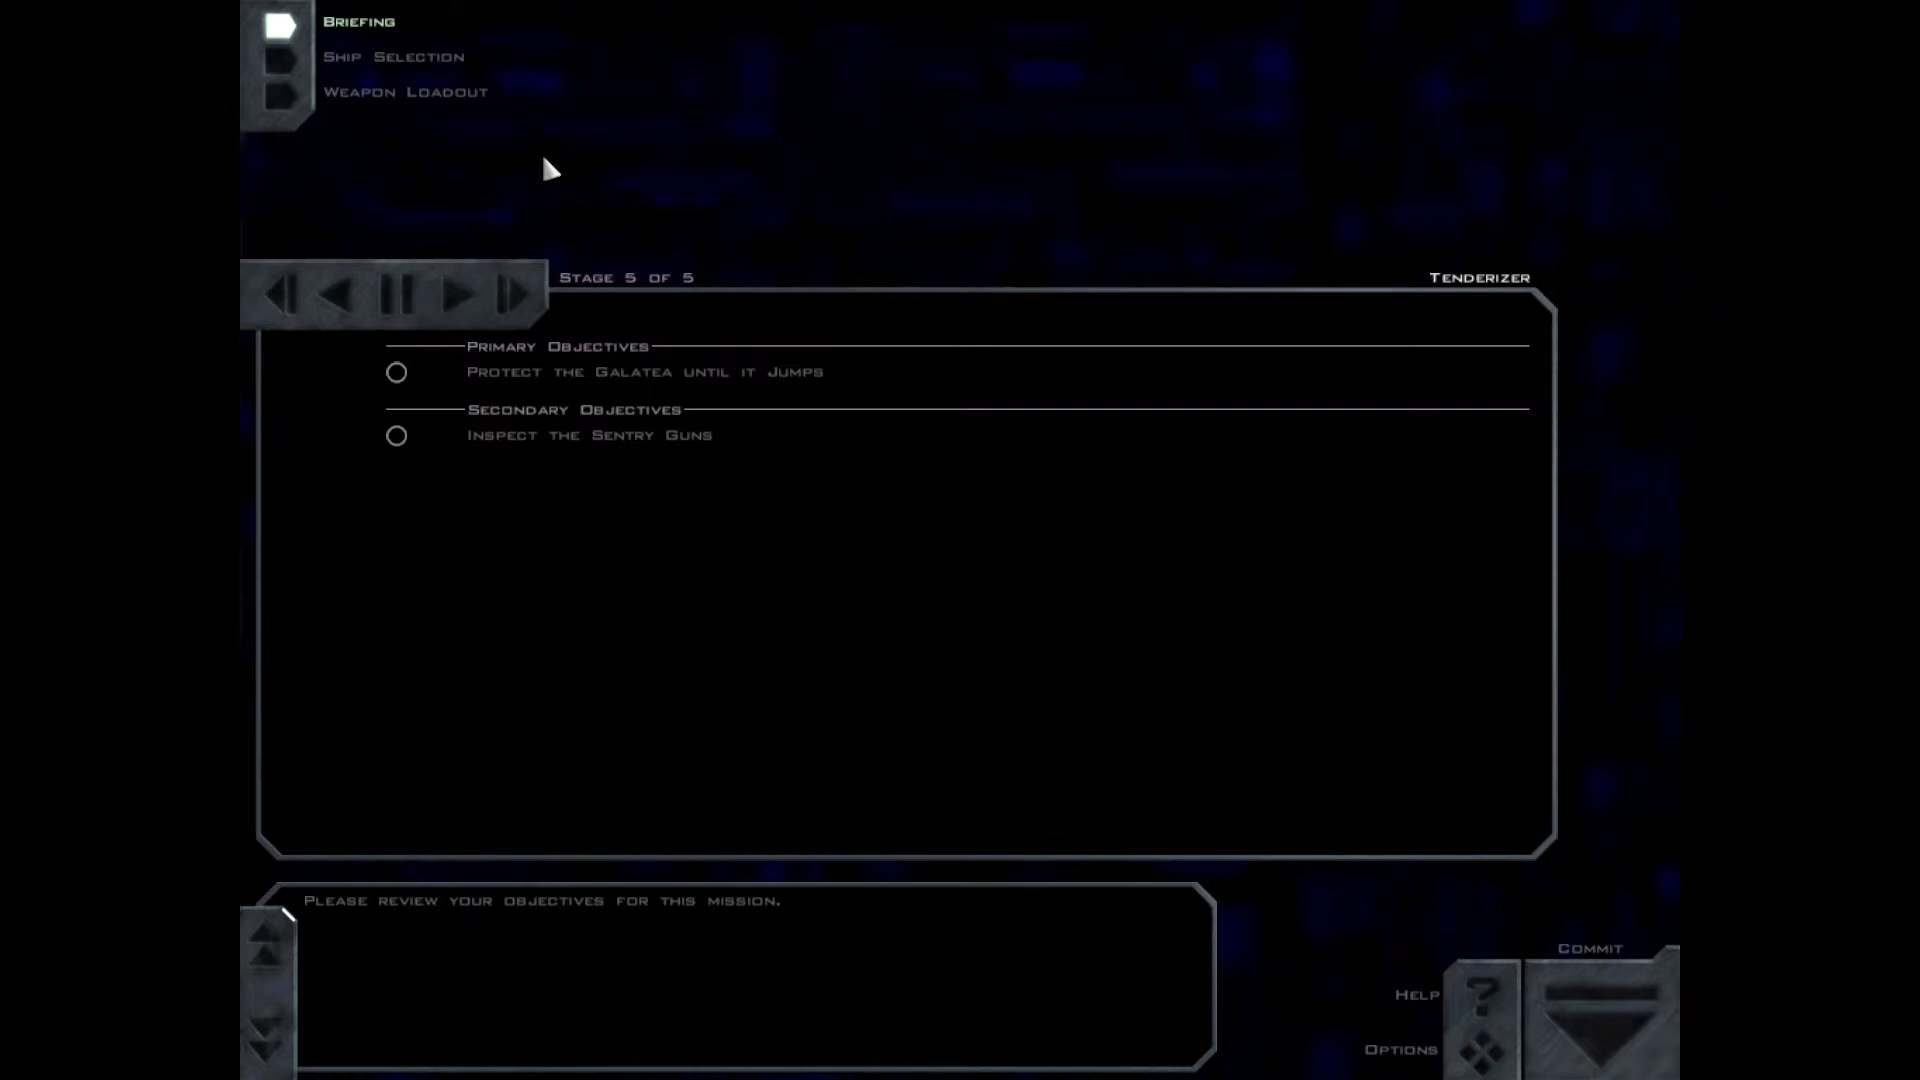 Briefing
Ship Selection
Weapon Loadout
Stage 5 of 5
Tenderizer
Primary Objectives
Protect the Galatea until it Jumps
Secondary Objectives
Inspect the Sentry Guns
Please review your objectives for this mission.
Commit
Help
?
Options